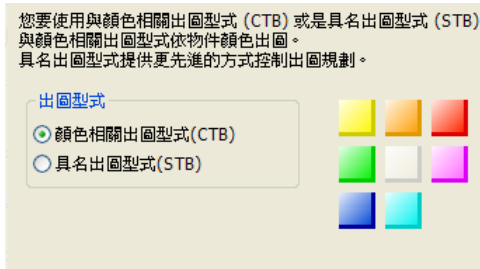 您要使用與顏色相關出圖型式 (CTB) 或是具名出圖型式 (STB)
與顏色相關出圖型式依物件顏色出圖。
具名出圖型式提供更先進的方式控制出圖規劃。
出圖型式
顏色相關出圖型式(CTB)
具名出圖型式(STB)